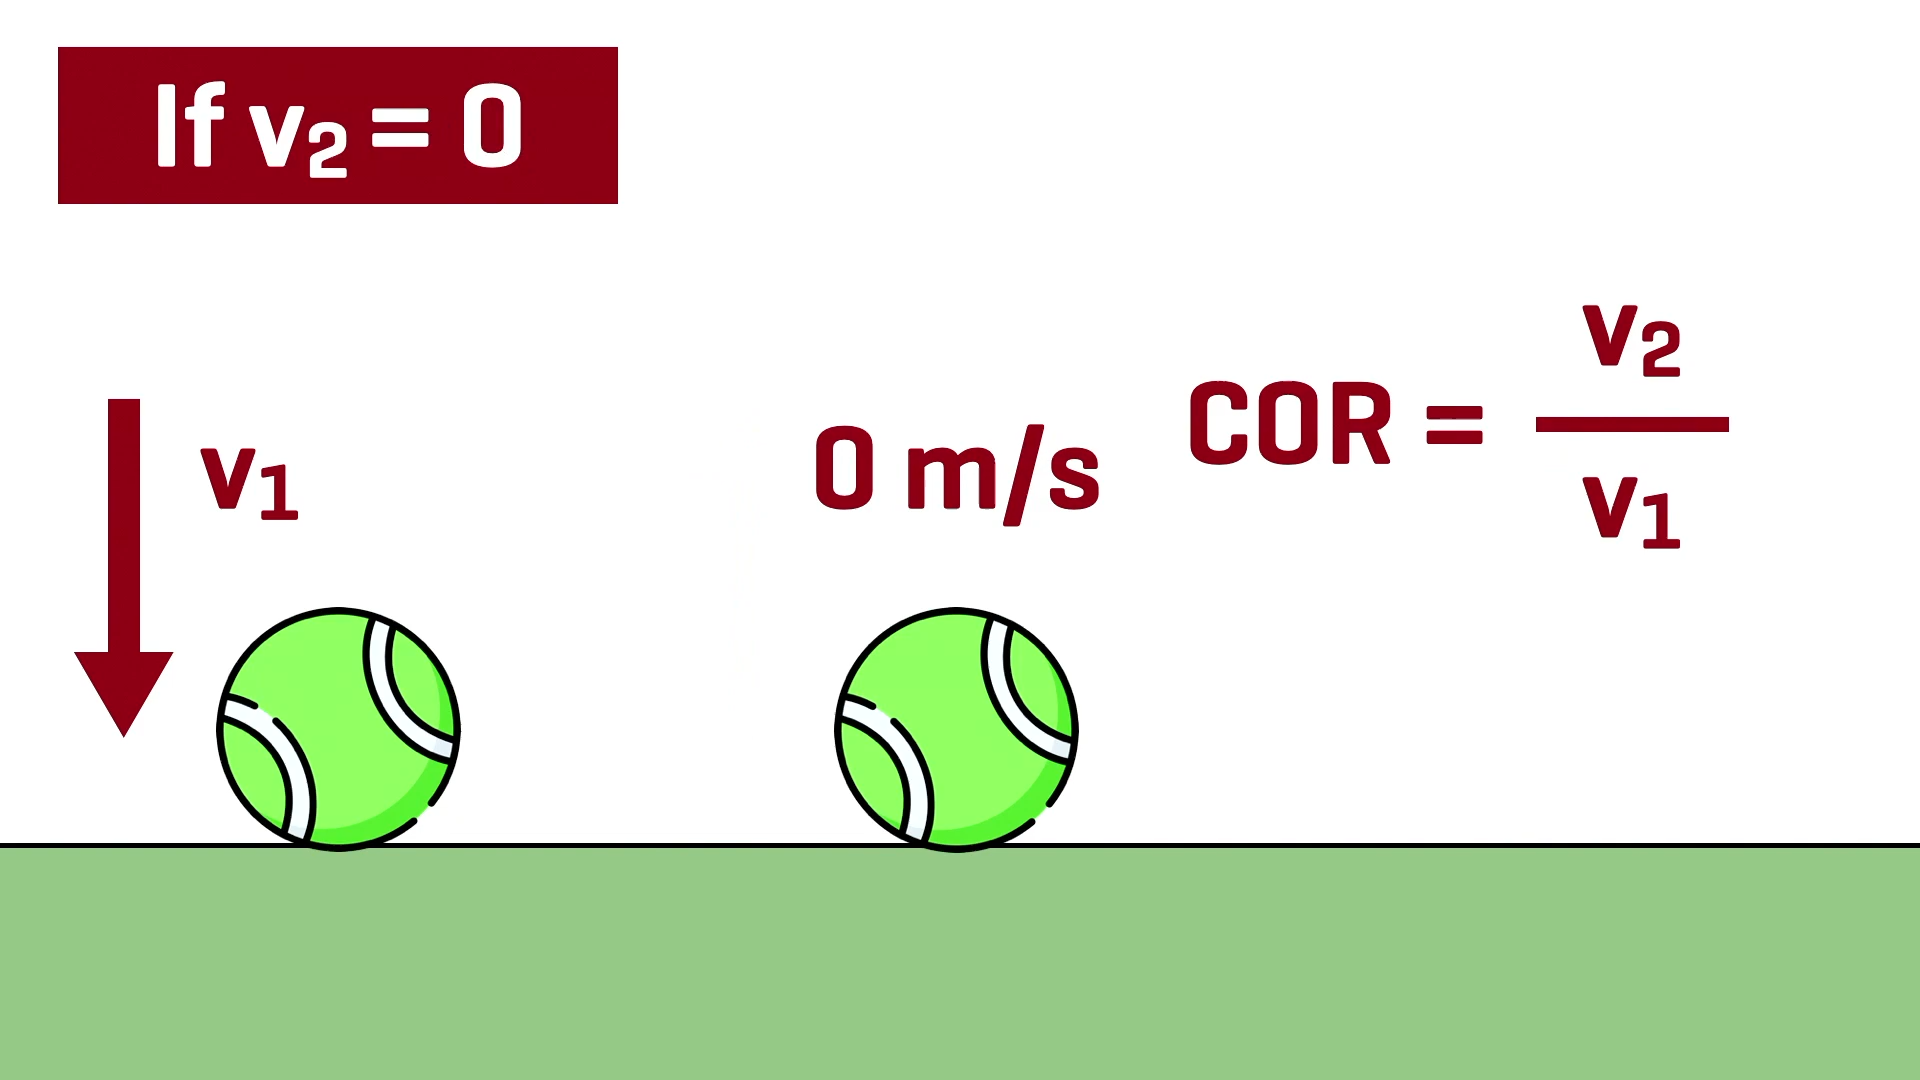 If v₂ = 0
v₁
0 m/s
COR = v₂
v₁